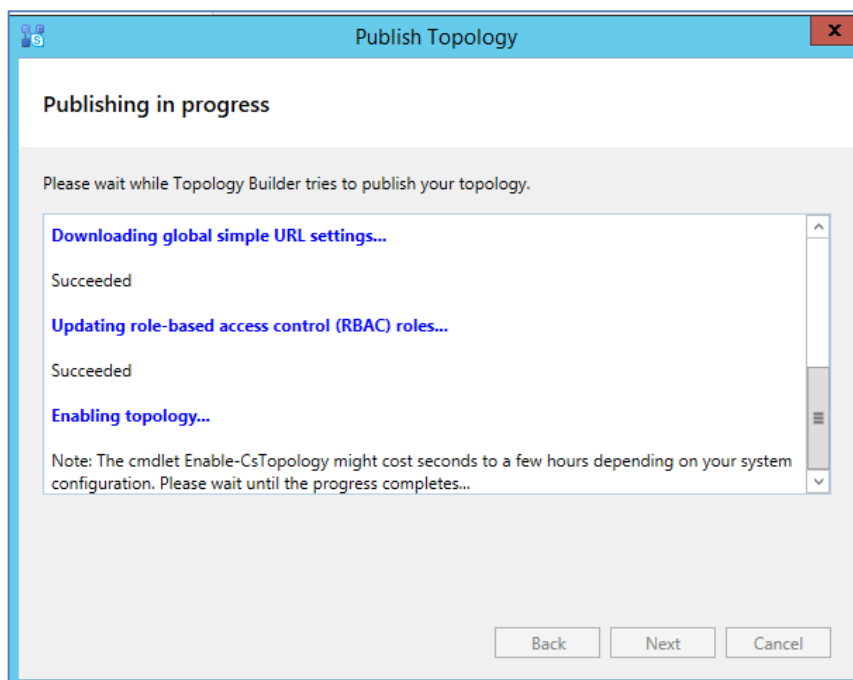 Publish Topology
x
Publishing in progress
Please wait while Topology Builder tries to publish your topology.
Downloading global simple URL settings...
Succeeded
Updating role-based access control (RBAC) roles...
Succeeded
Enabling topology...
Note: The cmdlet Enable-CsTopology might cost seconds to a few hours depending on your system
configuration. Please wait until the progress completes...
Back
Next
Cancel